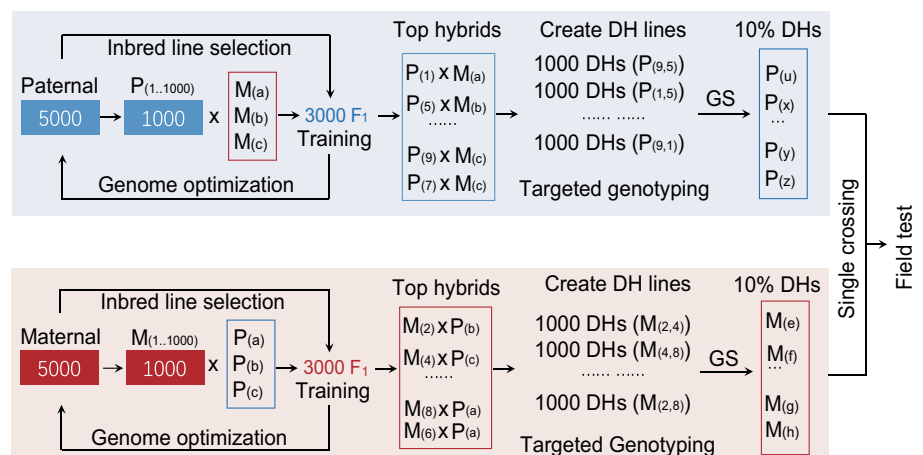 Inbred line selection
Top hybrids
Create DH lines
10% DHs
Paternal
P(1..1000)
5000
1000
x
M(a)
M(b)
M(c)
3000 F1
Training
Genome optimization
P(1) x M(a)
P(5) x M(b)
......
P(9) x M(c)
P(7) x M(c)
1000 DHs (P(9,5))
1000 DHs (P(1,5))
...... ......
1000 DHs (P(9,1))
Targeted genotyping
GS
P(u)
P(x)
...
P(y)
P(z)
Single crossing
Field test
Inbred line selection
Top hybrids
Create DH lines
10% DHs
Maternal
M(1..1000)
5000
1000
x
P(a)
P(b)
P(c)
3000 F1
Training
Genome optimization
M(2) x P(b)
M(4) x P(c)
......
M(8) x P(a)
M(6) x P(a)
1000 DHs (M(2,4))
1000 DHs (M(4,8))
...... ......
1000 DHs (M(2,8))
Targeted Genotyping
GS
M(e)
M(f)
...
M(g)
M(h)